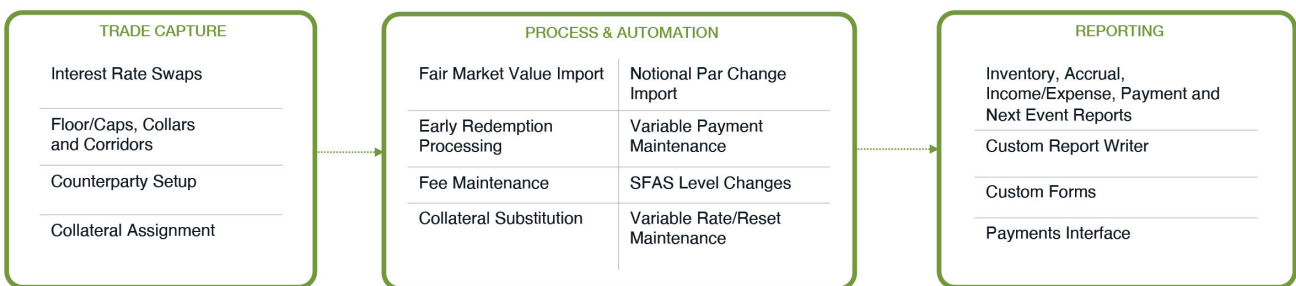 TRADE CAPTURE
Interest Rate Swaps
Floor/Caps, Collars
and Corridors
Counterparty Setup
Collateral Assignment
PROCESS & AUTOMATION
Fair Market Value Import
Notional Par Change
Import
Early Redemption
Processing
Variable Payment
Maintenance
Fee Maintenance
SFAS Level Changes
Collateral Substitution
Variable Rate/Reset
Maintenance
REPORTING
Inventory, Accrual,
Income/Expense, Payment and
Next Event Reports
Custom Report Writer
Custom Forms
Payments Interface